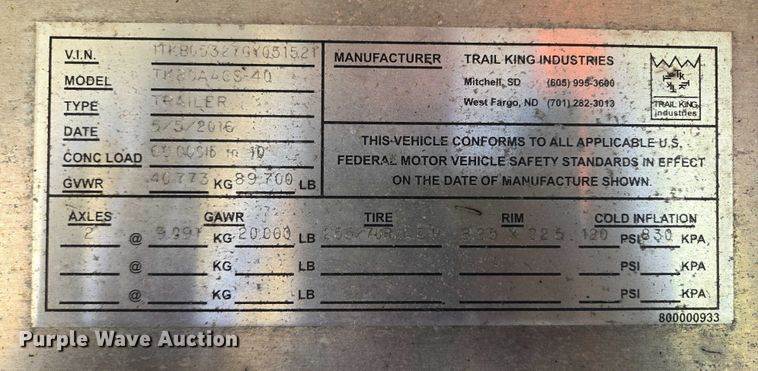 V.I.N.
MODEL
TYPE TRAILER
DATE 5/5/2016
CONC LOAD
GVWR 40773 KG 89,700 LB
MANUFACTURER TRAIL KING INDUSTRIES
Mitchell, SD (605) 995-3600
West Fargo, ND (701) 282-3013
TRAIL KING
Industries
THIS VEHICLE CONFORMS TO ALL APPLICABLE U.S.
FEDERAL MOTOR VEHICLE SAFETY STANDARDS IN EFFECT
ON THE DATE OF MANUFACTURE SHOWN.
AXLES GAWR TIRE RIM COLD INFLATION
2 @ KG 20,000 LB 120 PSI 830 KPA
@ KG LB PSI KPA
@ KG LB PSI KPA
800000933
Purple Wave Auction